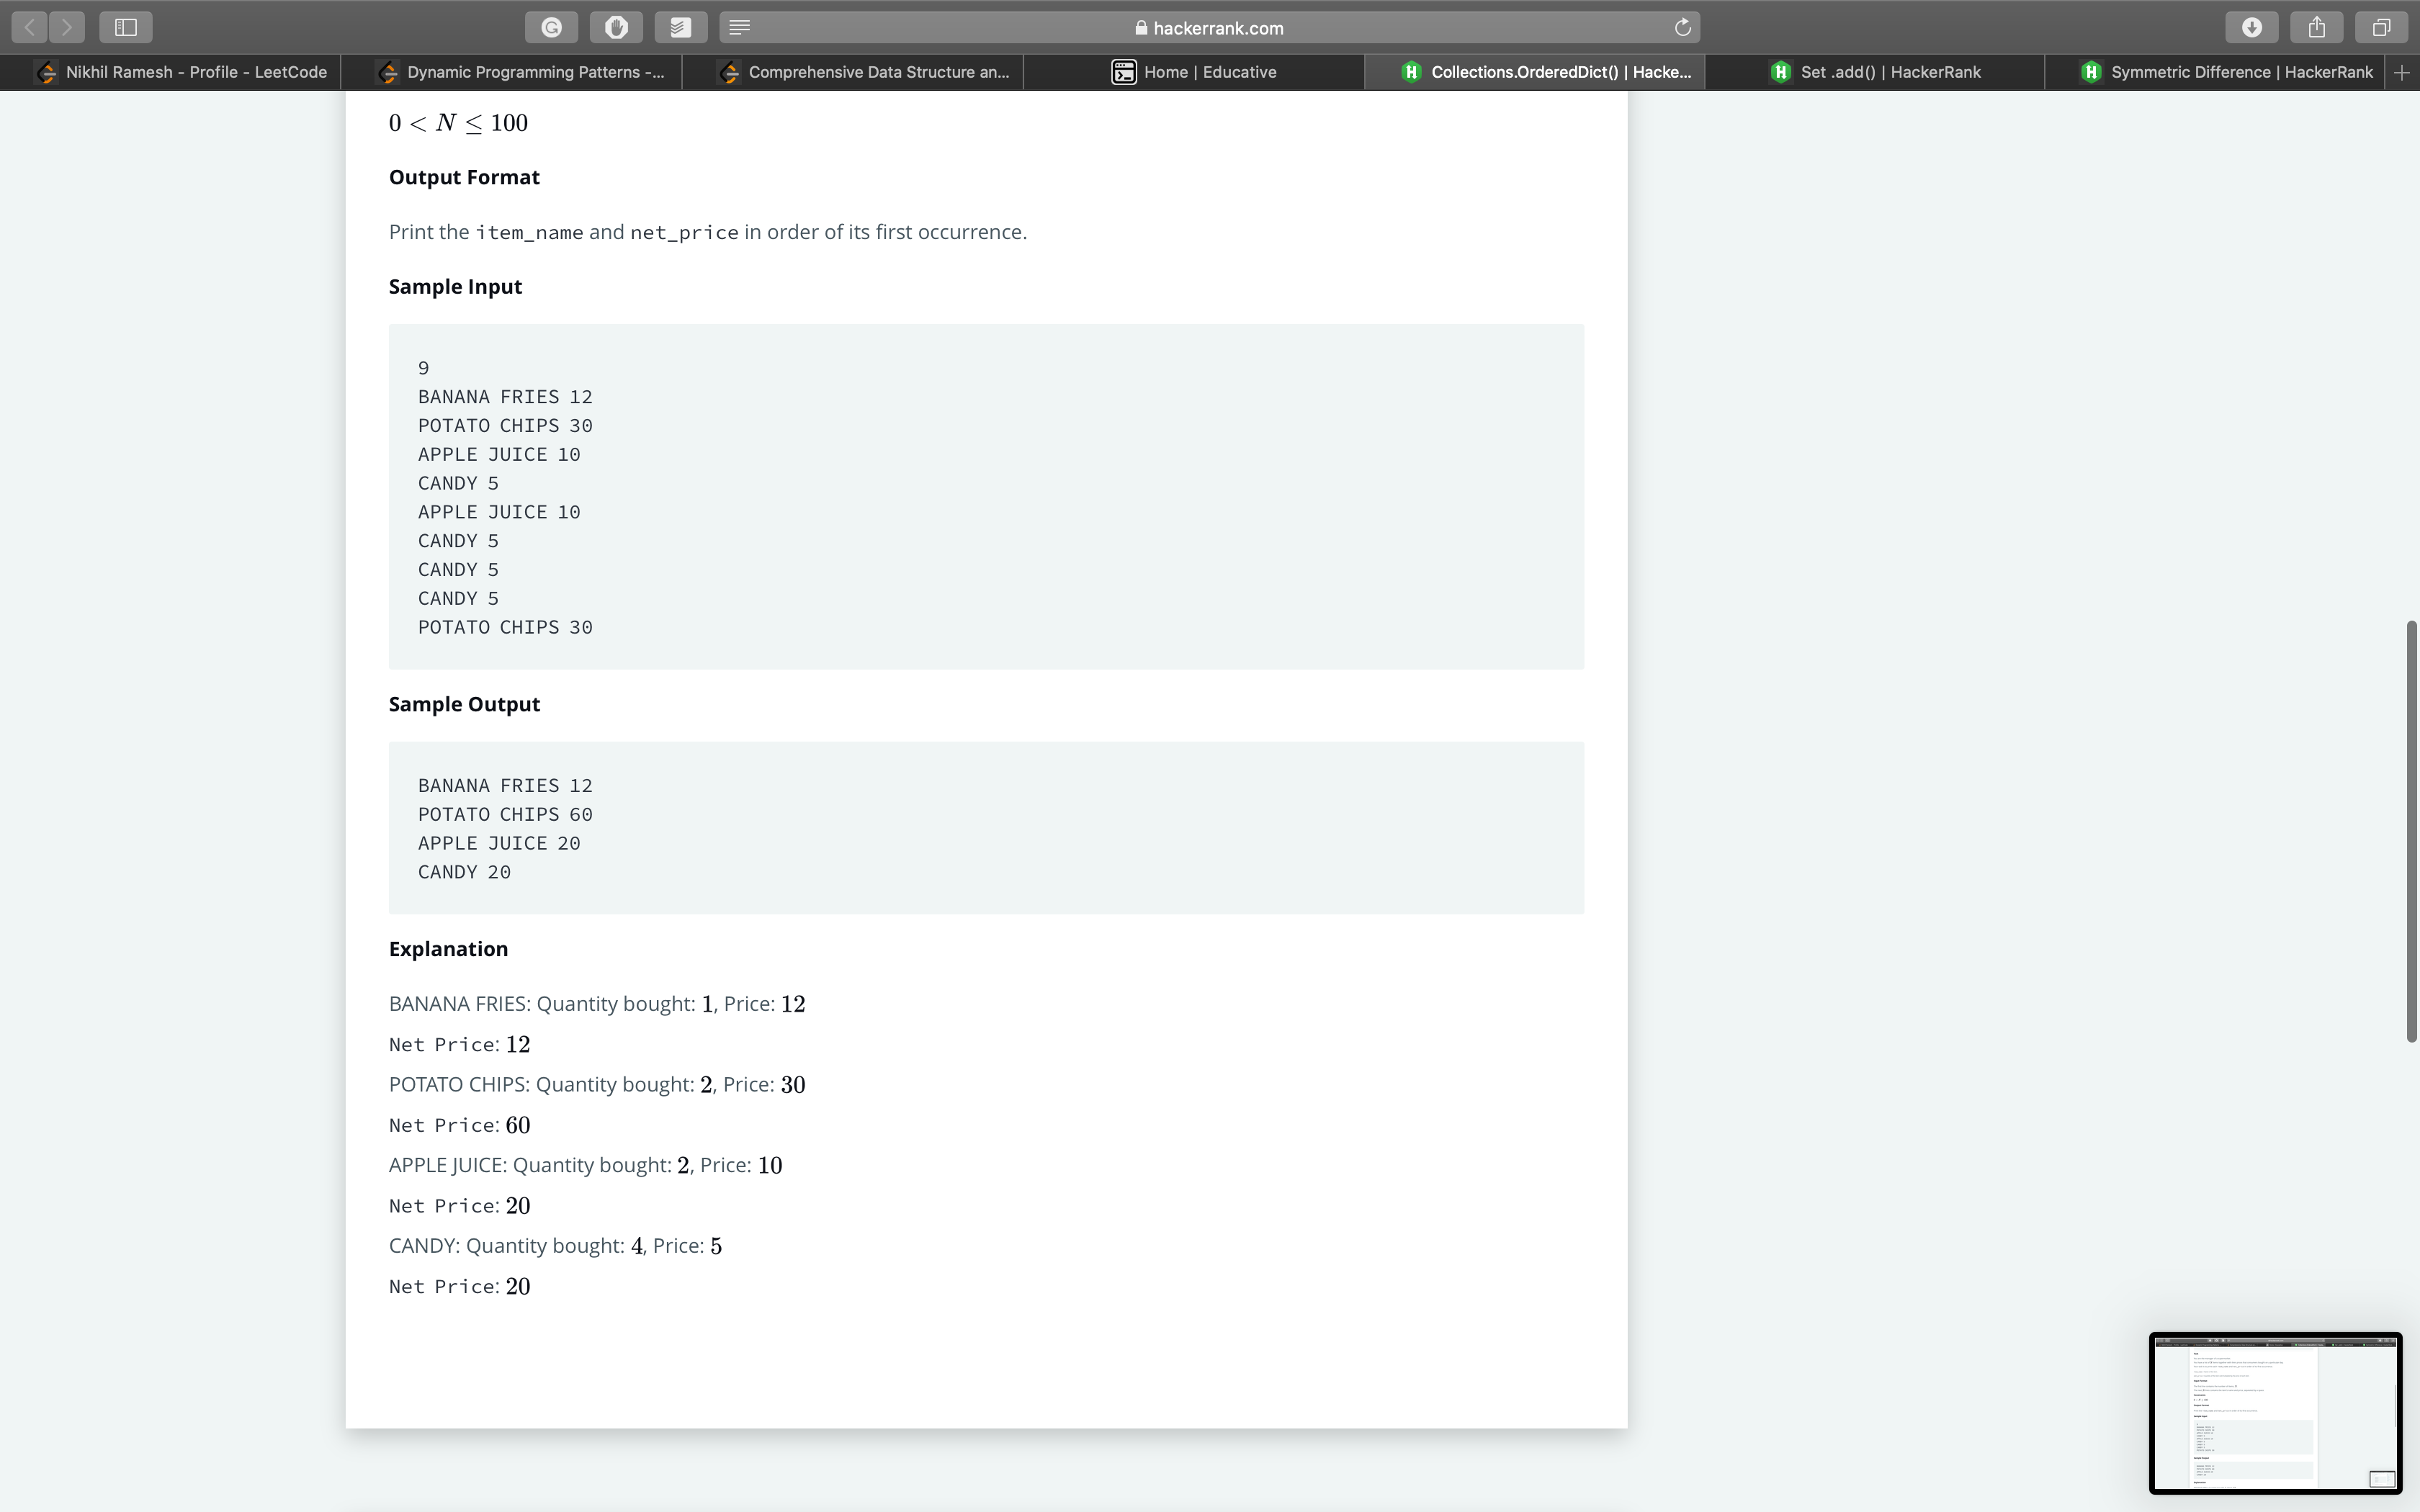 hackerrank.com
Nikhil Ramesh - Profile - LeetCode
Dynamic Programming Patterns -...
Comprehensive Data Structure an...
Home | Educative
Collections.OrderedDict() | Hacke...
Set .add() | HackerRank
Symmetric Difference | HackerRank
0 < N ≤ 100
Output Format
Print the item_name and net_price in order of its first occurrence.
Sample Input
9
BANANA FRIES 12
POTATO CHIPS 30
APPLE JUICE 10
CANDY 5
APPLE JUICE 10
CANDY 5
CANDY 5
CANDY 5
POTATO CHIPS 30
Sample Output
BANANA FRIES 12
POTATO CHIPS 60
APPLE JUICE 20
CANDY 20
Explanation
BANANA FRIES: Quantity bought: 1, Price: 12
Net Price: 12
POTATO CHIPS: Quantity bought: 2, Price: 30
Net Price: 60
APPLE JUICE: Quantity bought: 2, Price: 10
Net Price: 20
CANDY: Quantity bought: 4, Price: 5
Net Price: 20